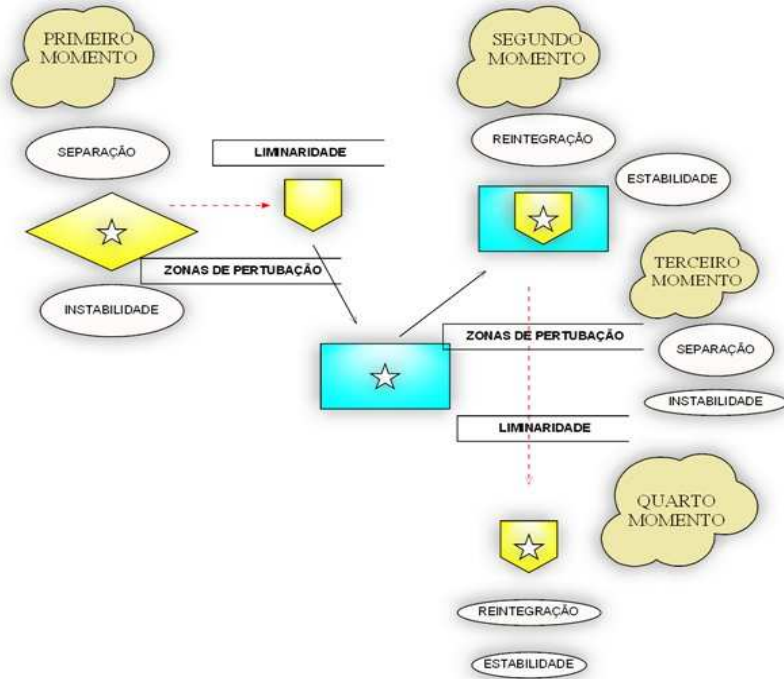 PRIMEIRO
MOMENTO
SEPARAÇÃO
LIMINARIDADE
ZONAS DE PERTUBAÇÃO
INSTABILIDADE
SEGUNDO
MOMENTO
REINTEGRAÇÃO
ESTABILIDADE
TERCEIRO
MOMENTO
ZONAS DE PERTUBAÇÃO
SEPARAÇÃO
INSTABILIDADE
LIMINARIDADE
QUARTO
MOMENTO
REINTEGRAÇÃO
ESTABILIDADE